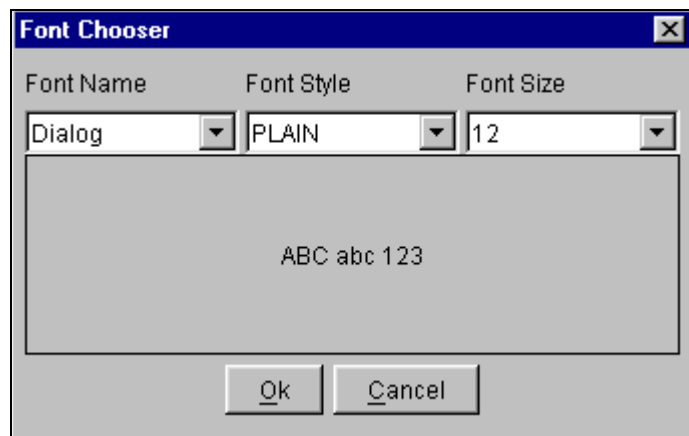 Font Chooser
Font Name Font Style Font Size
Dialog PLAIN 12
ABC abc 123
Ok Cancel